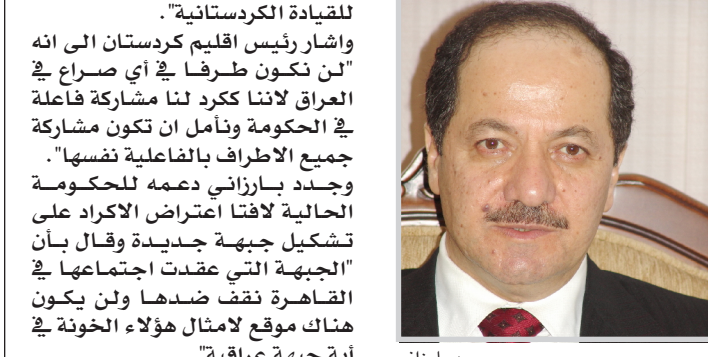 للقيادة الكردستانية".
واشار رئيس اقليم كردستان الى انه
"لن نكون طرفا في أي صراع في
العراق لاننا ككرد لنا مشاركة فاعلة
في الحكومة ونأمل ان تكون مشاركة
جميع الاطراف بالفاعلية نفسها".
وجدد بارزاني دعمه للحكومة
الحالية لافتا اعتراض الاكراد على
تشكيل جبهة جديدة وقال بأن
"الجبهة التي عقدت اجتماعها في
القاهرة نقف ضدها ولن يكون
هناك موقع لامثال هؤلاء الخونة في
أية جبهة عراقية"